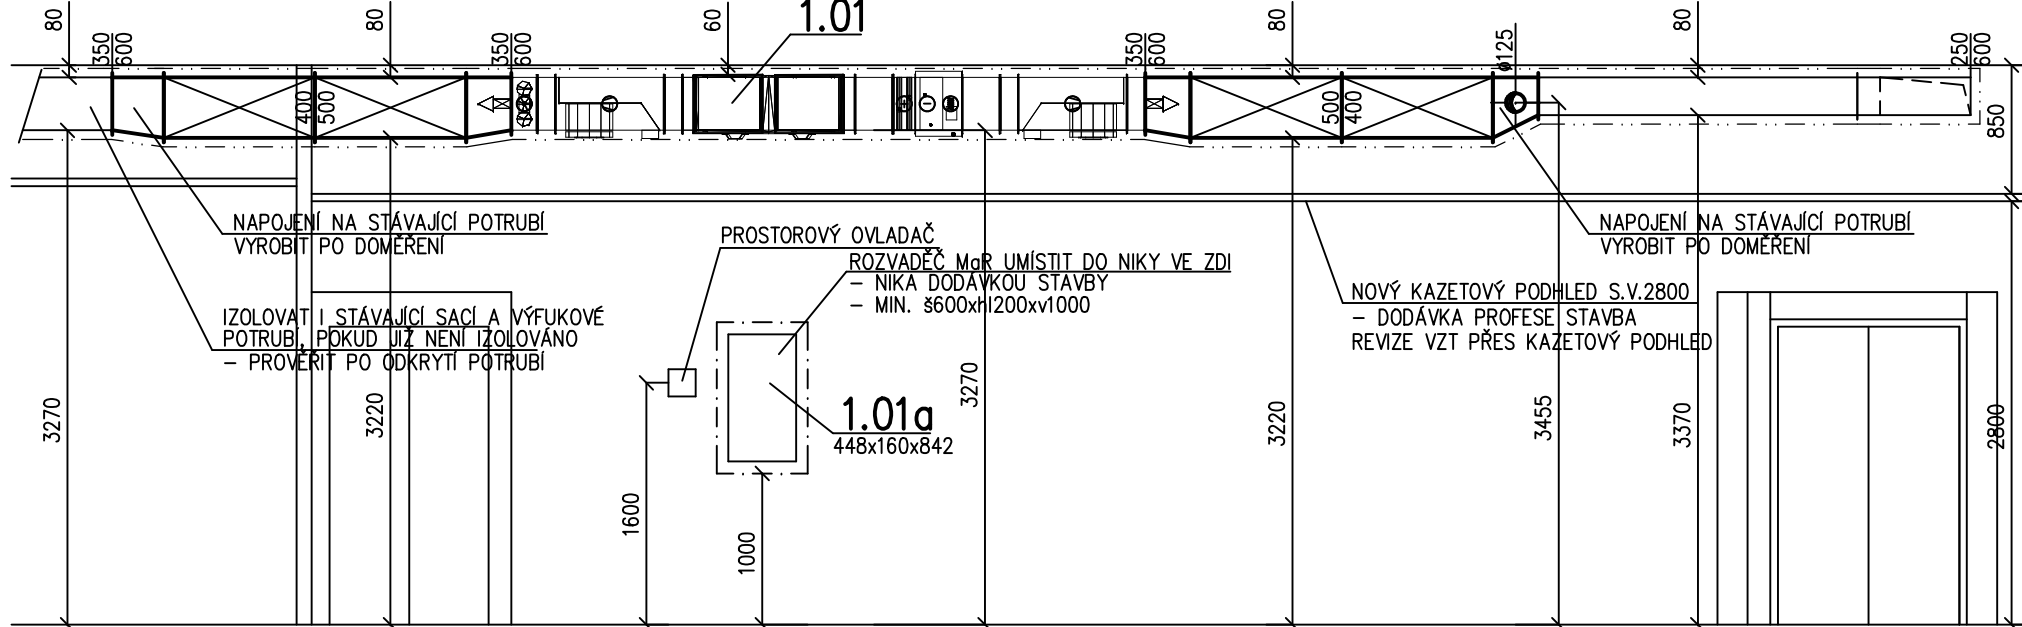 80
80
60
1.01
80
80
350
600
350
600
350
600
ø125
250
600
400
500
500
400
850
NAPOJENÍ NA STÁVAJÍCÍ POTRUBÍ
VYROBIT PO DOMĚŘENÍ
PROSTOROVÝ OVLADAČ
ROZVADĚČ MaR UMÍSTIT DO NIKY VE ZDI
– NIKA DODÁVKOU STAVBY
– MIN. š600xhl200xv1000
NAPOJENÍ NA STÁVAJÍCÍ POTRUBÍ
VYROBIT PO DOMĚŘENÍ
NOVÝ KAZETOVÝ PODHLED S.V.2800
– DODÁVKA PROFESE STAVBA
REVIZE VZT PŘES KAZETOVÝ PODHLED
IZOLOVAT I STÁVAJÍCÍ SACÍ A VÝFUKOVÉ
POTRUBÍ, POKUD JIŽ NENÍ IZOLOVÁNO
– PROVĚŘIT PO ODKRYTÍ POTRUBÍ
1.01a
448x160x842
3270
3220
1600
1000
3270
3220
3455
3370
2800